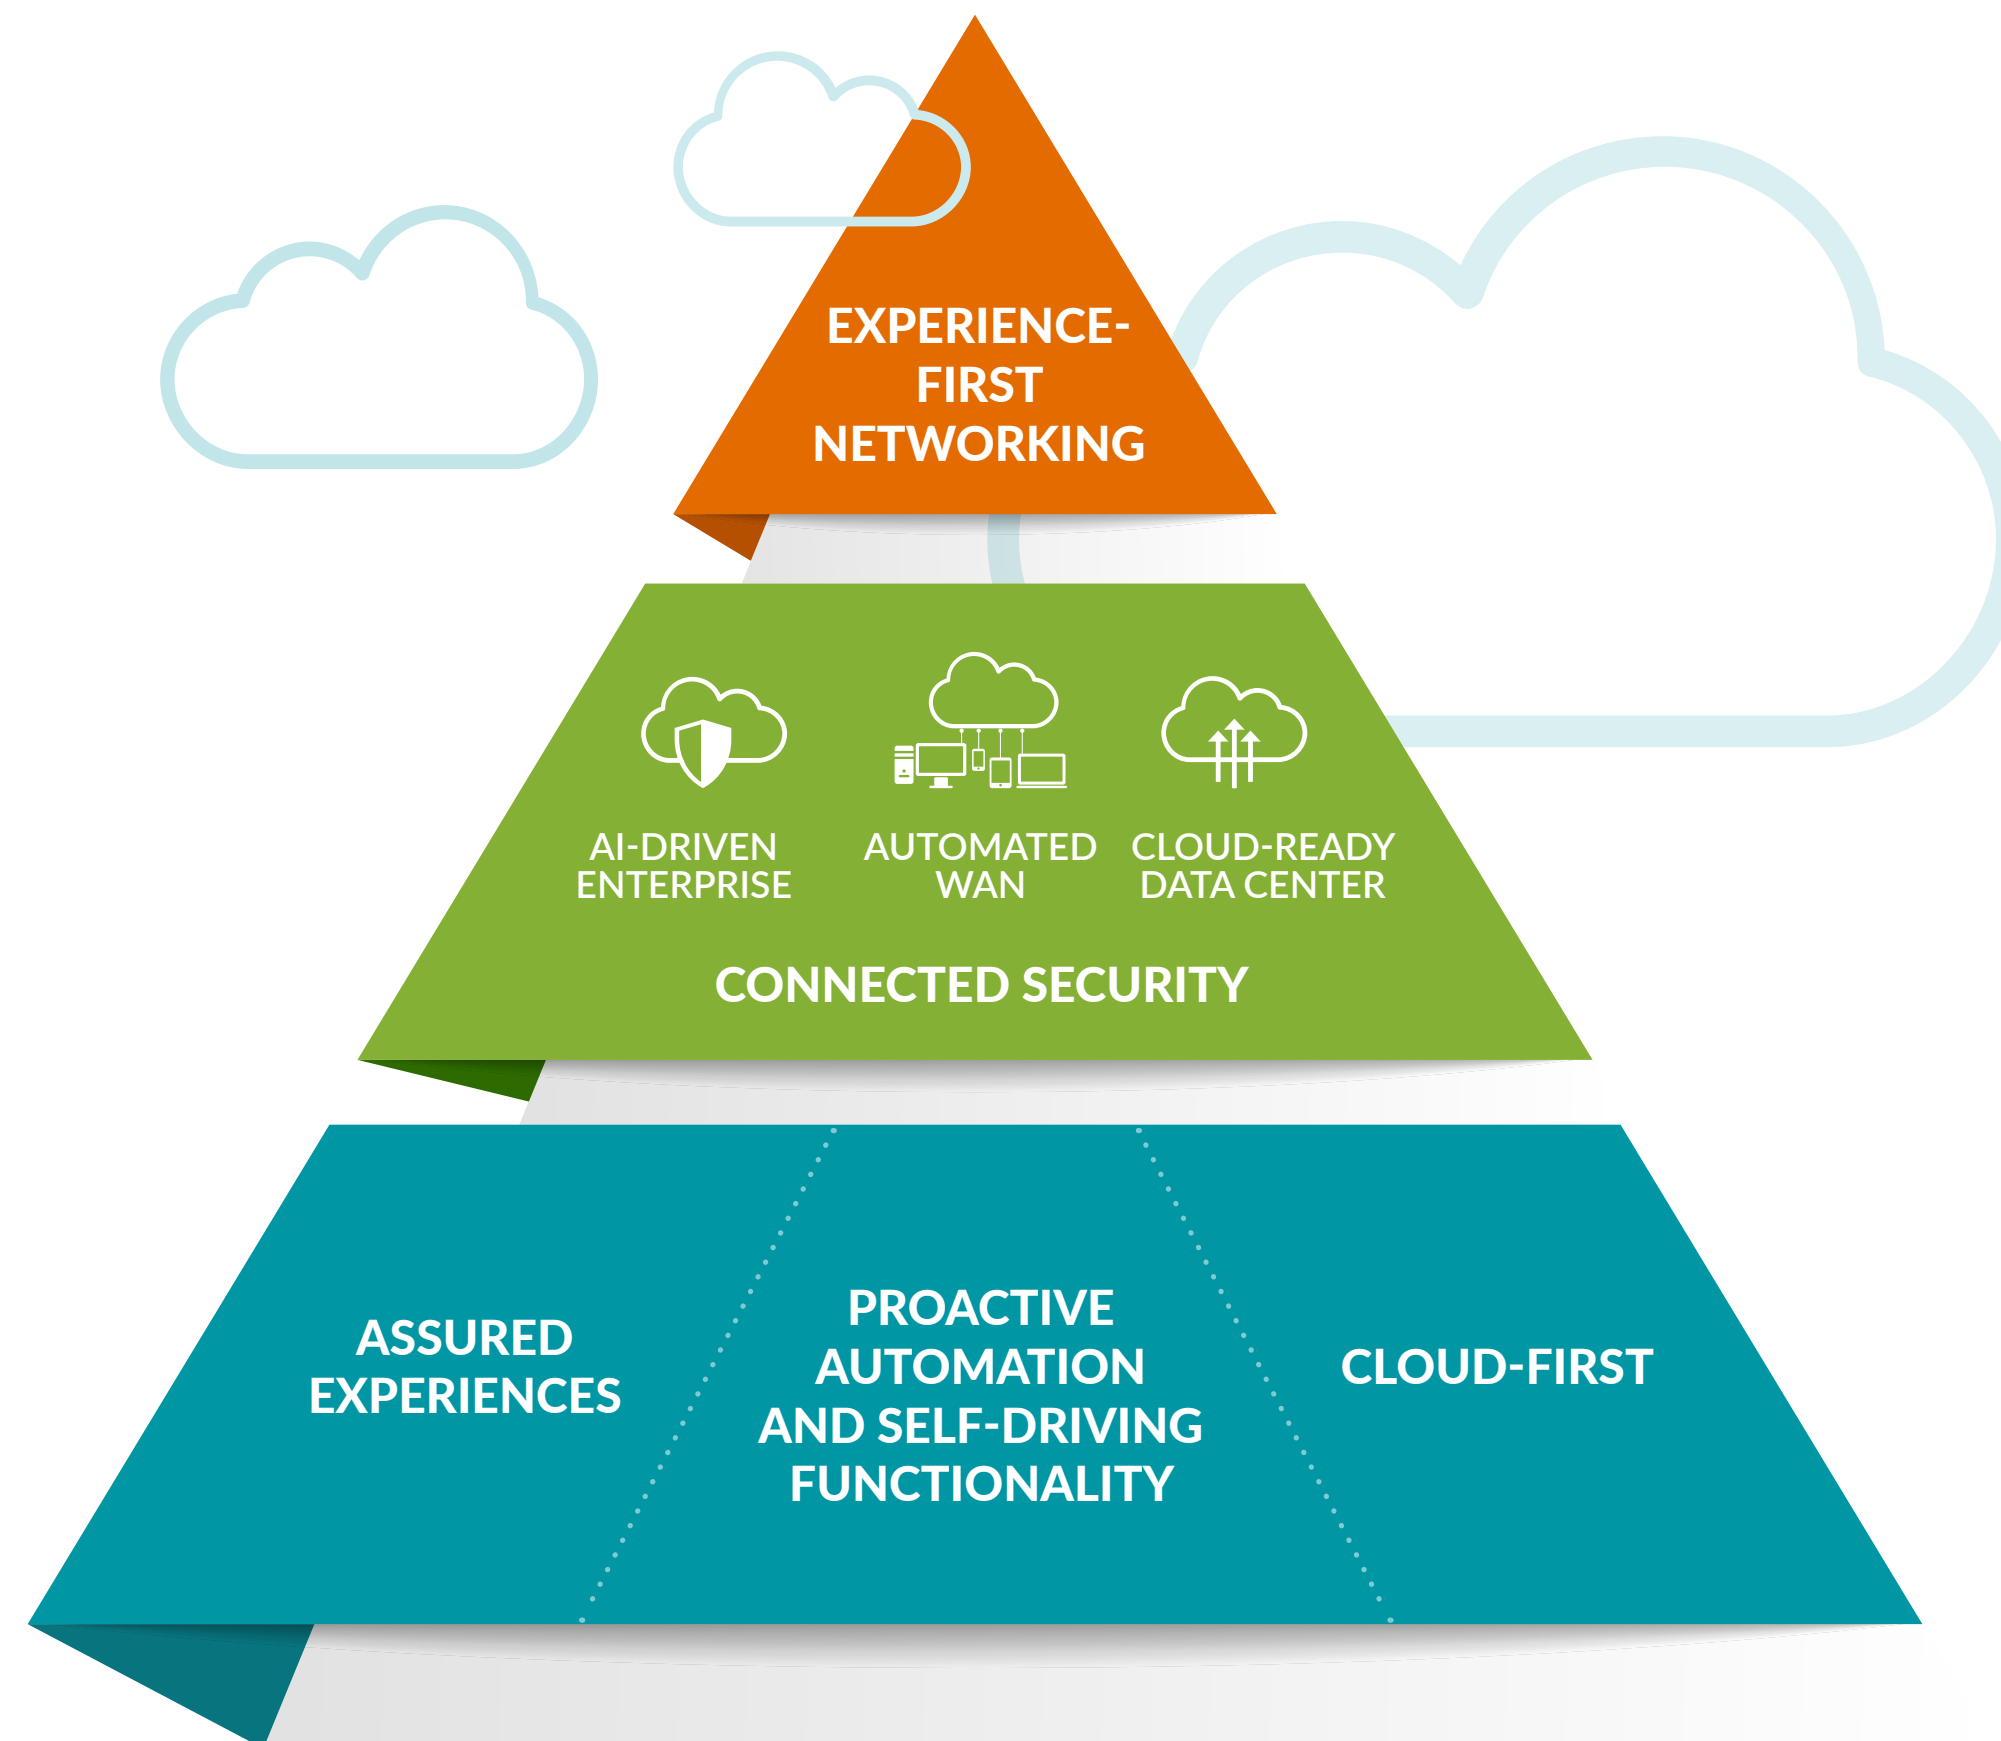 EXPERIENCE-
FIRST
NETWORKING
AI-DRIVEN
ENTERPRISE
AUTOMATED
WAN
CLOUD-READY
DATA CENTER
CONNECTED SECURITY
ASSURED
EXPERIENCES
PROACTIVE
AUTOMATION
AND SELF-DRIVING
FUNCTIONALITY
CLOUD-FIRST